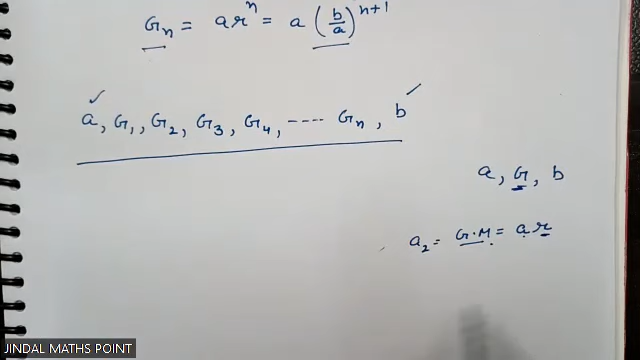 Gn = ar^n = a (b/a)^n+1
a, G1, G2, G3, G4, ---- Gn, b
a, G, b
a2 = G.M = ar
JINDAL MATHS POINT